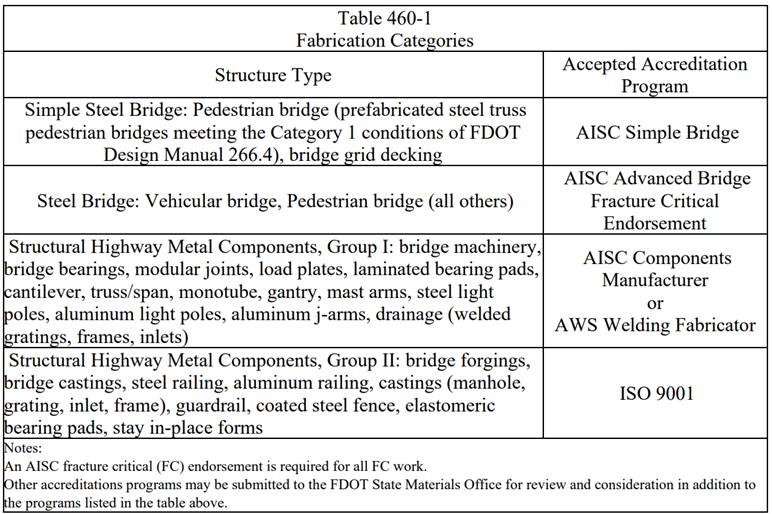 Table 460-1
Fabrication Categories
Structure Type
Accepted Accreditation
Program
Simple Steel Bridge: Pedestrian bridge (prefabricated steel truss
pedestrian bridges meeting the Category 1 conditions of FDOT
Design Manual 266.4), bridge grid decking
AISC Simple Bridge
Steel Bridge: Vehicular bridge, Pedestrian bridge (all others)
AISC Advanced Bridge
Fracture Critical
Endorsement
Structural Highway Metal Components, Group I: bridge machinery,
bridge bearings, modular joints, load plates, laminated bearing pads,
cantilever, truss/span, monotube, gantry, mast arms, steel light
poles, aluminum light poles, aluminum j-arms, drainage (welded
gratings, frames, inlets)
AISC Components
Manufacturer
or
AWS Welding Fabricator
Structural Highway Metal Components, Group II: bridge forgings,
bridge castings, steel railing, aluminum railing, castings (manhole,
grating, inlet, frame), guardrail, coated steel fence, elastomeric
bearing pads, stay in-place forms
ISO 9001
Notes:
An AISC fracture critical (FC) endorsement is required for all FC work.
Other accreditations programs may be submitted to the FDOT State Materials Office for review and consideration in addition to
the programs listed in the table above.